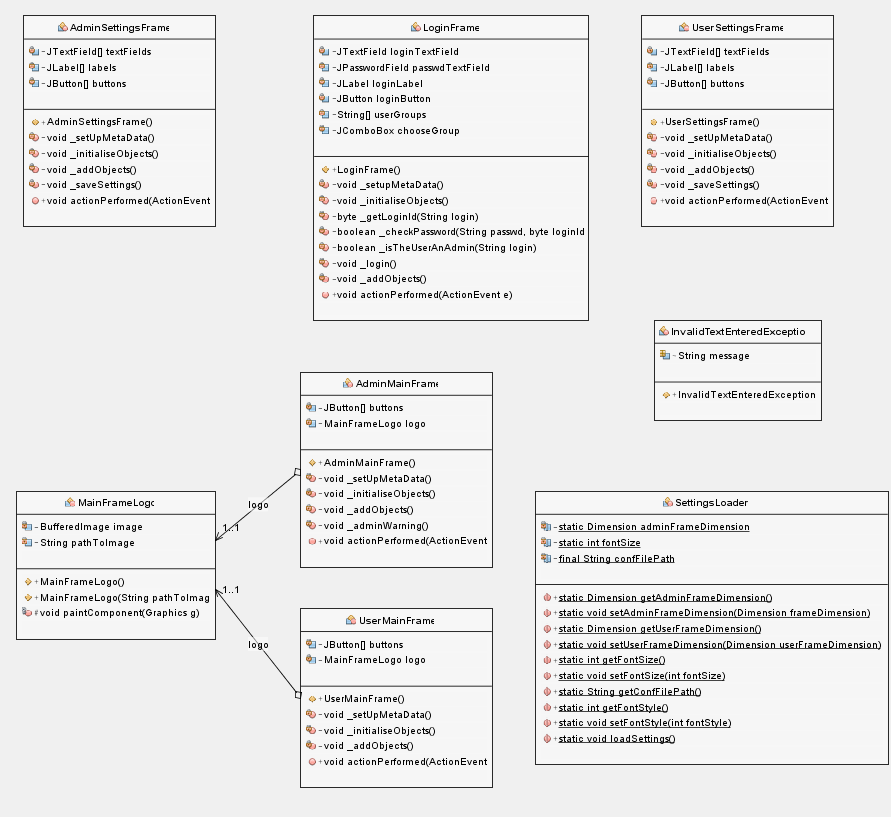 AdminSettingsFrame
-JTextField[] textFields
-JLabel[] labels
-JButton[] buttons
+AdminSettingsFrame()
-void _setUpMetaData()
-void _initialiseObjects()
-void _addObjects()
-void _saveSettings()
+void actionPerformed(ActionEvent
LoginFrame
-JTextField loginTextField
-JPasswordField passwdTextField
-JLabel loginLabel
-JButton loginButton
-String[] userGroups
-JComboBox chooseGroup
+LoginFrame()
-void _setupMetaData()
-void _initialiseObjects()
-byte _getLoginId(String login)
-boolean _checkPassword(String passwd, byte loginId
-boolean _isTheUserAnAdmin(String login)
-void _login()
-void _addObjects()
+void actionPerformed(ActionEvent e)
UserSettingsFrame
-JTextField[] textFields
-JLabel[] labels
-JButton[] buttons
+UserSettingsFrame()
-void _setUpMetaData()
-void _initialiseObjects()
-void _addObjects()
-void _saveSettings()
+void actionPerformed(ActionEvent
InvalidTextEnteredExceptio
- String message
+InvalidTextEnteredException
AdminMainFrame
-JButton[] buttons
-MainFrameLogo logo
+AdminMainFrame()
-void _setUpMetaData()
-void _initialiseObjects()
-void _addObjects()
-void _adminWarning()
+void actionPerformed(ActionEvent
logo
1..1
MainFrameLogo
-BufferedImage image
-String pathToImage
+MainFrameLogo()
+MainFrameLogo(String pathToImag
#void paintComponent(Graphics g)
1..1
logo
UserMainFrame
-JButton[] buttons
-MainFrameLogo logo
+UserMainFrame()
-void _setUpMetaData()
-void _initialiseObjects()
-void _addObjects()
+void actionPerformed(ActionEvent
SettingsLoader
-static Dimension adminFrameDimension
-static int fontSize
-final String confFilePath
+static Dimension getAdminFrameDimension()
+static void setAdminFrameDimension(Dimension frameDimension)
+static Dimension getUserFrameDimension()
+static void setUserFrameDimension(Dimension userFrameDimension)
+static int getFontSize()
+static void setFontSize(int fontSize)
+static String getConfFilePath()
+static int getFontStyle()
+static void setFontStyle(int fontStyle)
+static void loadSettings()